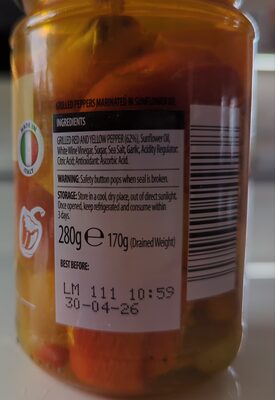 GRILLED PEPPERS MARINATED IN SUNFLOWER OIL
INGREDIENTS
GRILLED RED AND YELLOW PEPPER (62%), Sunflower Oil,
White Wine Vinegar, Sugar, Sea Salt, Garlic, Acidity Regulator:
Citric Acid; Antioxidant: Ascorbic Acid.
WARNING: Safety button pops when seal is broken.
STORAGE: Store in a cool, dry place, out of direct sunlight.
Once opened, keep refrigerated and consume within
3 days.
280g℮ 170g (Drained Weight)
BEST BEFORE:
LM 111 10:59
30-04-26
MADE IN
ITALY